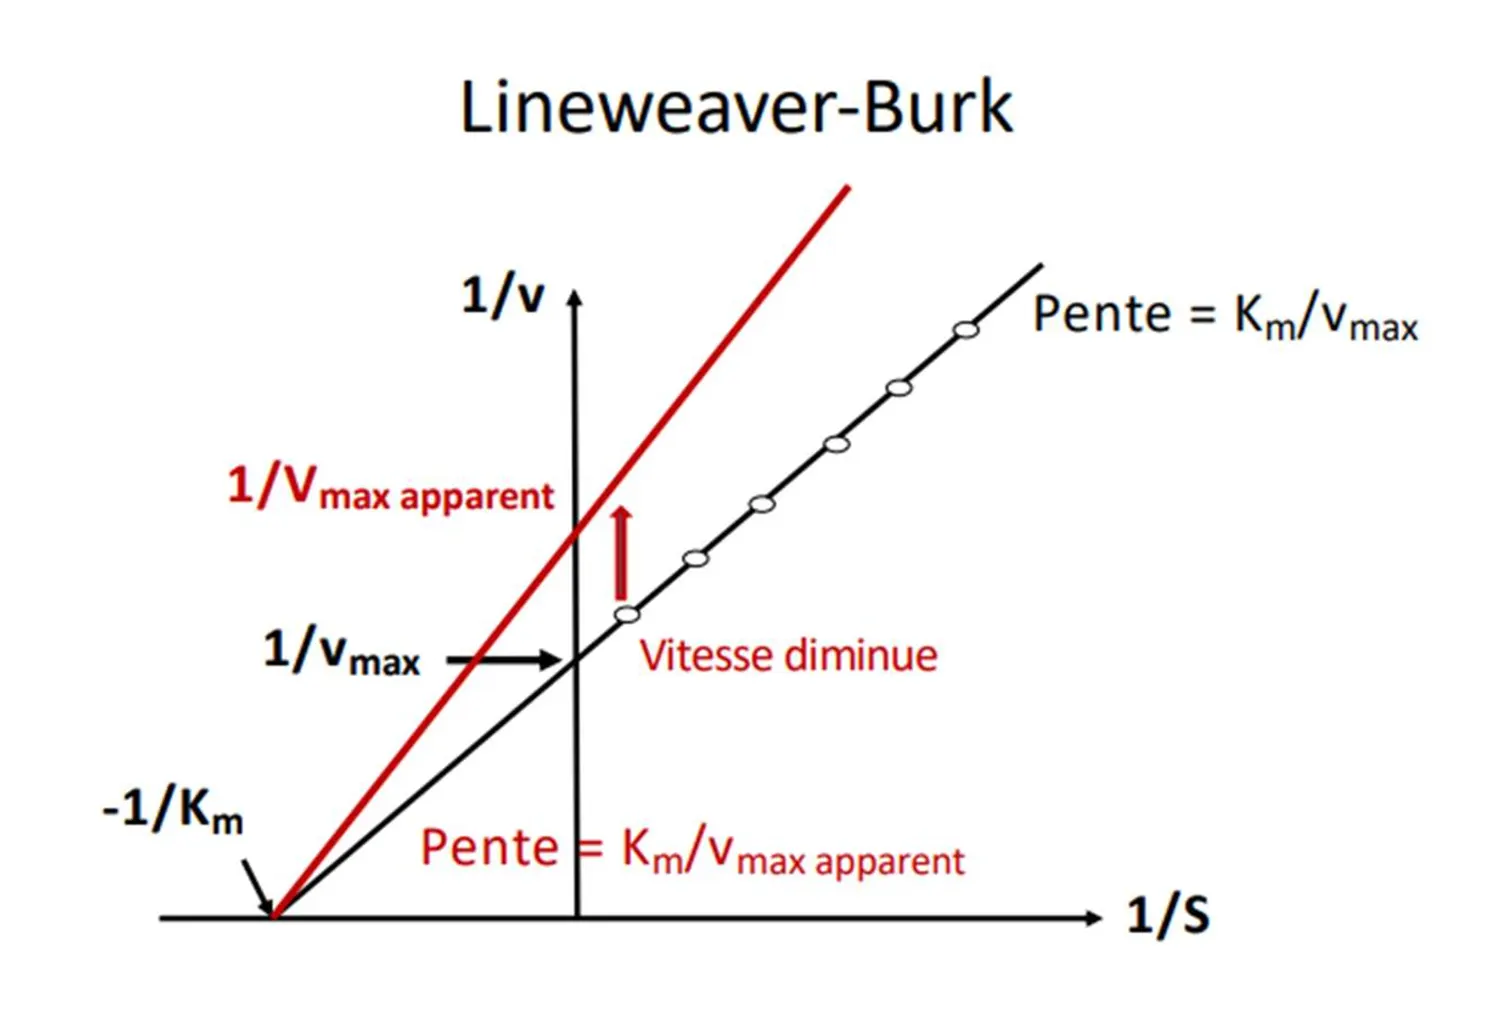 Lineweaver-Burk
1/v
Pente = Km/vmax
1/Vmax apparent
1/vmax
Vitesse diminue
-1/Km
Pente = Km/vmax apparent
1/S